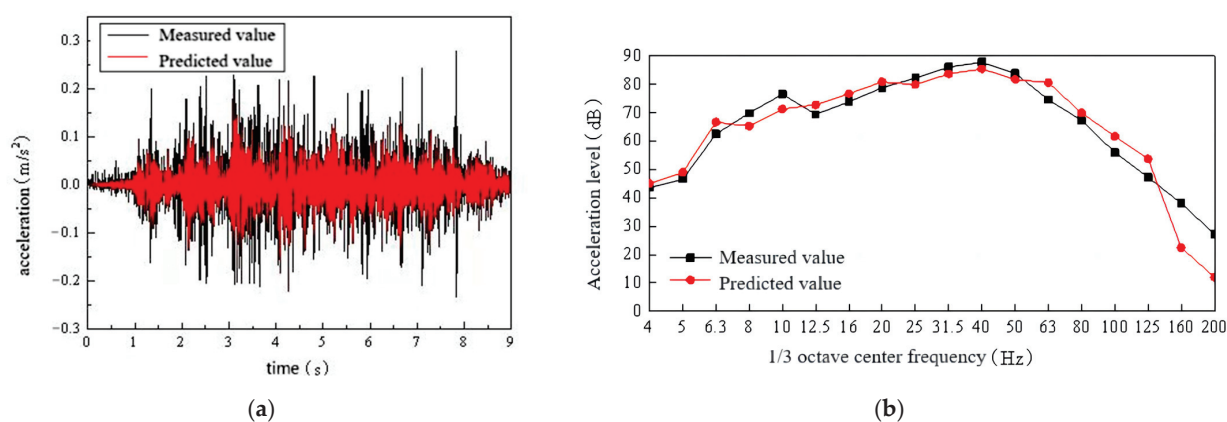 0.3
0.2
0.1
0.0
−0.1
−0.2
−0.3
acceleration (m/s²)
Measured value
Predicted value
0 1 2 3 4 5 6 7 8 9
time (s)
(a)
90
80
70
60
50
40
30
20
10
0
Acceleration level (dB)
Measured value
Predicted value
4 5 6.3 8 10 12.5 16 20 25 31.5 40 50 63 80 100 125 160 200
1/3 octave center frequency (Hz)
(b)